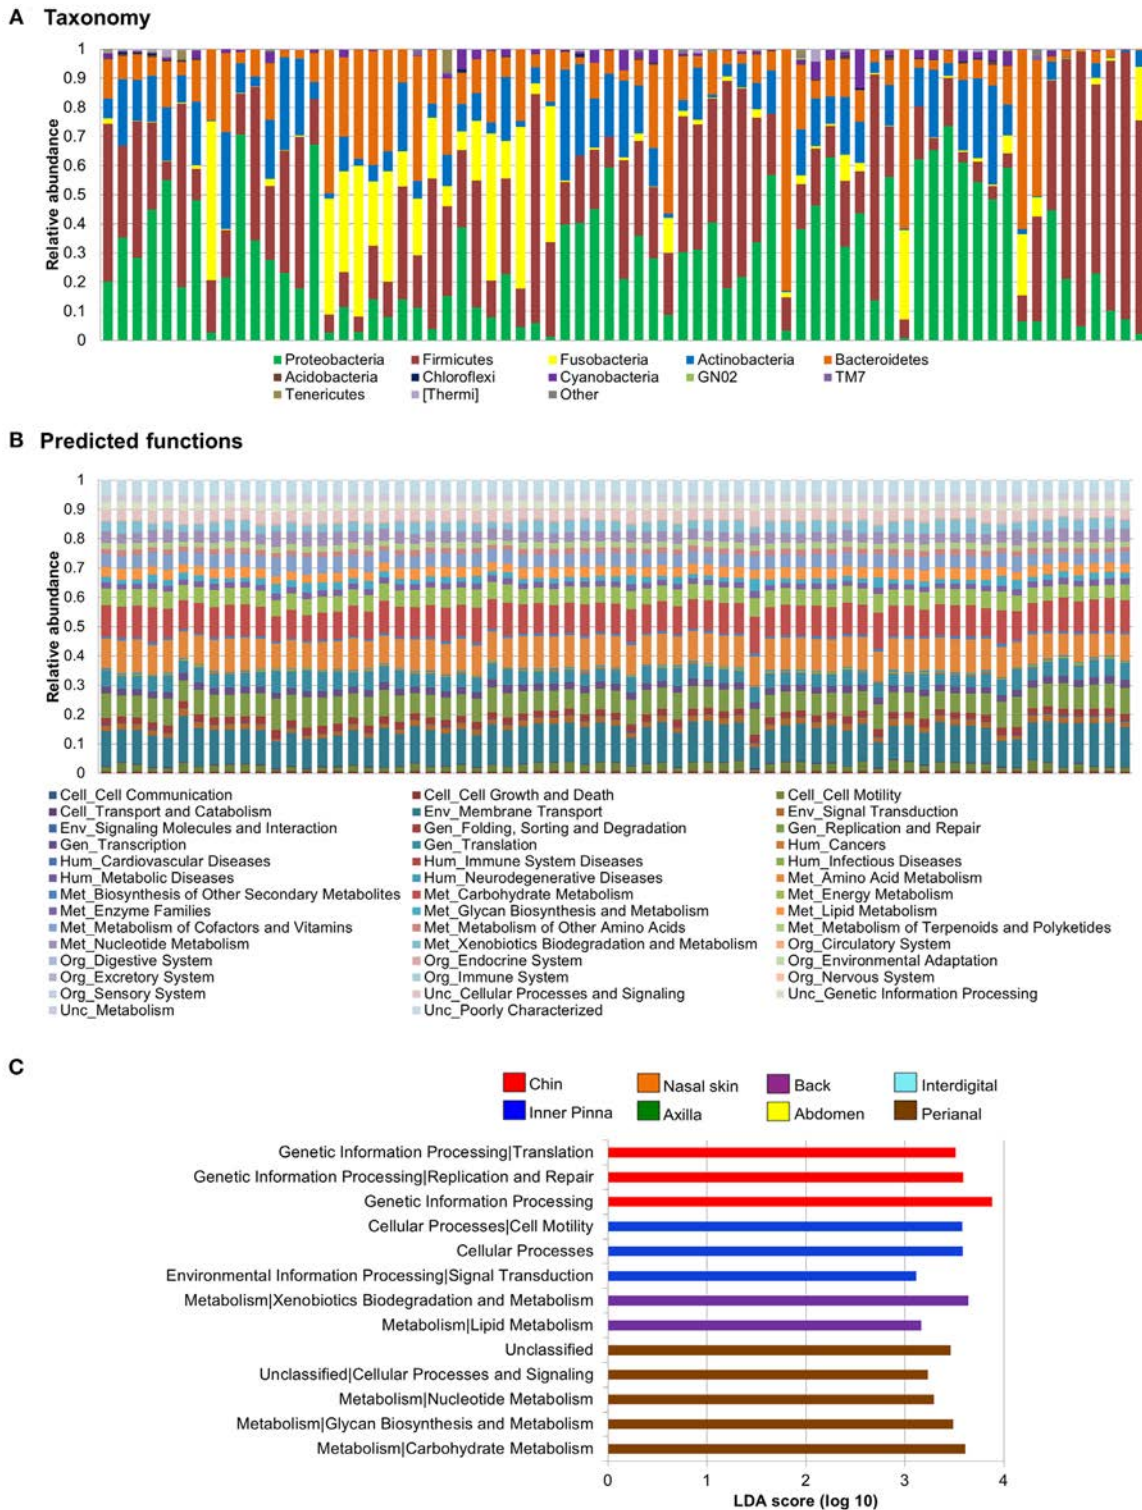 A Taxonomy
1
0.9
0.8
0.7
0.6
0.5
0.4
0.3
0.2
0.1
0
Relative abundance
Proteobacteria Firmicutes Fusobacteria Actinobacteria Bacteroidetes
Acidobacteria Chloroflexi Cyanobacteria GN02 TM7
Tenericutes [Thermi] Other
B Predicted functions
1
0.9
0.8
0.7
0.6
0.5
0.4
0.3
0.2
0.1
0
Relative abundance
Cell_Cell Communication Cell_Cell Growth and Death Cell_Cell Motility
Cell_Transport and Catabolism Env_Membrane Transport Env_Signal Transduction
Env_Signaling Molecules and Interaction Gen_Folding, Sorting and Degradation Gen_Replication and Repair
Gen_Transcription Gen_Translation Hum_Cancers
Hum_Cardiovascular Diseases Hum_Immune System Diseases Hum_Infectious Diseases
Hum_Metabolic Diseases Hum_Neurodegenerative Diseases Met_Amino Acid Metabolism
Met_Biosynthesis of Other Secondary Metabolites Met_Carbohydrate Metabolism Met_Energy Metabolism
Met_Enzyme Families Met_Glycan Biosynthesis and Metabolism Met_Lipid Metabolism
Met_Metabolism of Cofactors and Vitamins Met_Metabolism of Other Amino Acids Met_Metabolism of Terpenoids and Polyketides
Met_Nucleotide Metabolism Met_Xenobiotics Biodegradation and Metabolism Org_Circulatory System
Org_Digestive System Org_Endocrine System Org_Environmental Adaptation
Org_Excretory System Org_Immune System Org_Nervous System
Org_Sensory System Unc_Cellular Processes and Signaling Unc_Genetic Information Processing
Unc_Metabolism Unc_Poorly Characterized
C
Chin Nasal skin Back Interdigital
Inner Pinna Axilla Abdomen Perianal
Genetic Information Processing|Translation
Genetic Information Processing|Replication and Repair
Genetic Information Processing
Cellular Processes|Cell Motility
Cellular Processes
Environmental Information Processing|Signal Transduction
Metabolism|Xenobiotics Biodegradation and Metabolism
Metabolism|Lipid Metabolism
Unclassified
Unclassified|Cellular Processes and Signaling
Metabolism|Nucleotide Metabolism
Metabolism|Glycan Biosynthesis and Metabolism
Metabolism|Carbohydrate Metabolism
0 1 2 3 4
LDA score (log 10)